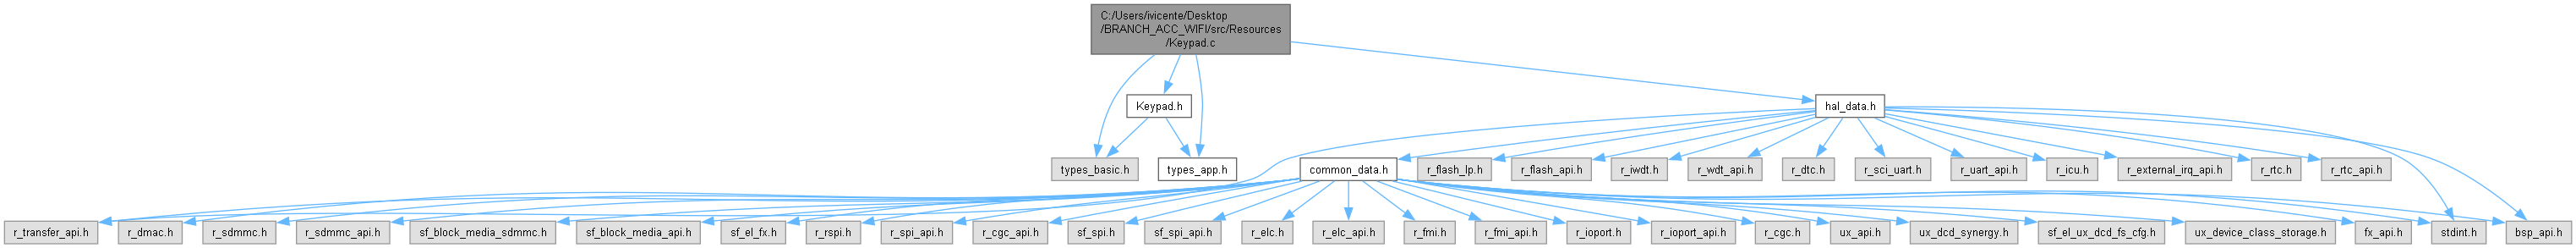 C:/Users/ivicente/Desktop
/BRANCH_ACC_WIFI/src/Resources
/Keypad.c
Keypad.h
hal_data.h
types_basic.h
types_app.h
common_data.h
r_flash_lp.h
r_flash_api.h
r_iwdt.h
r_wdt_api.h
r_dtc.h
r_sci_uart.h
r_uart_api.h
r_icu.h
r_external_irq_api.h
r_rtc.h
r_rtc_api.h
r_transfer_api.h
r_dmac.h
r_sdmmc.h
r_sdmmc_api.h
sf_block_media_sdmmc.h
sf_block_media_api.h
sf_el_fx.h
r_rspi.h
r_spi_api.h
r_cgc_api.h
sf_spi.h
sf_spi_api.h
r_elc.h
r_elc_api.h
r_fmi.h
r_fmi_api.h
r_ioport.h
r_ioport_api.h
r_cgc.h
ux_api.h
ux_dcd_synergy.h
sf_el_ux_dcd_fs_cfg.h
ux_device_class_storage.h
fx_api.h
stdint.h
bsp_api.h